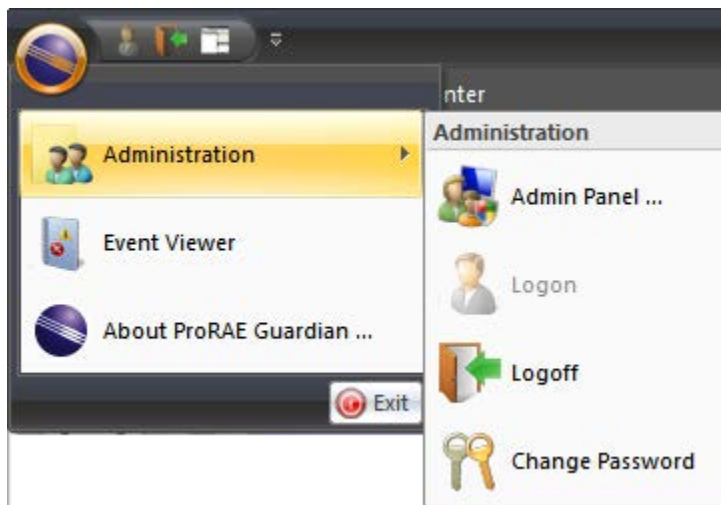 nter
Administration
Event Viewer
About ProRAE Guardian ...
Exit
Administration
Admin Panel ...
Logon
Logoff
Change Password